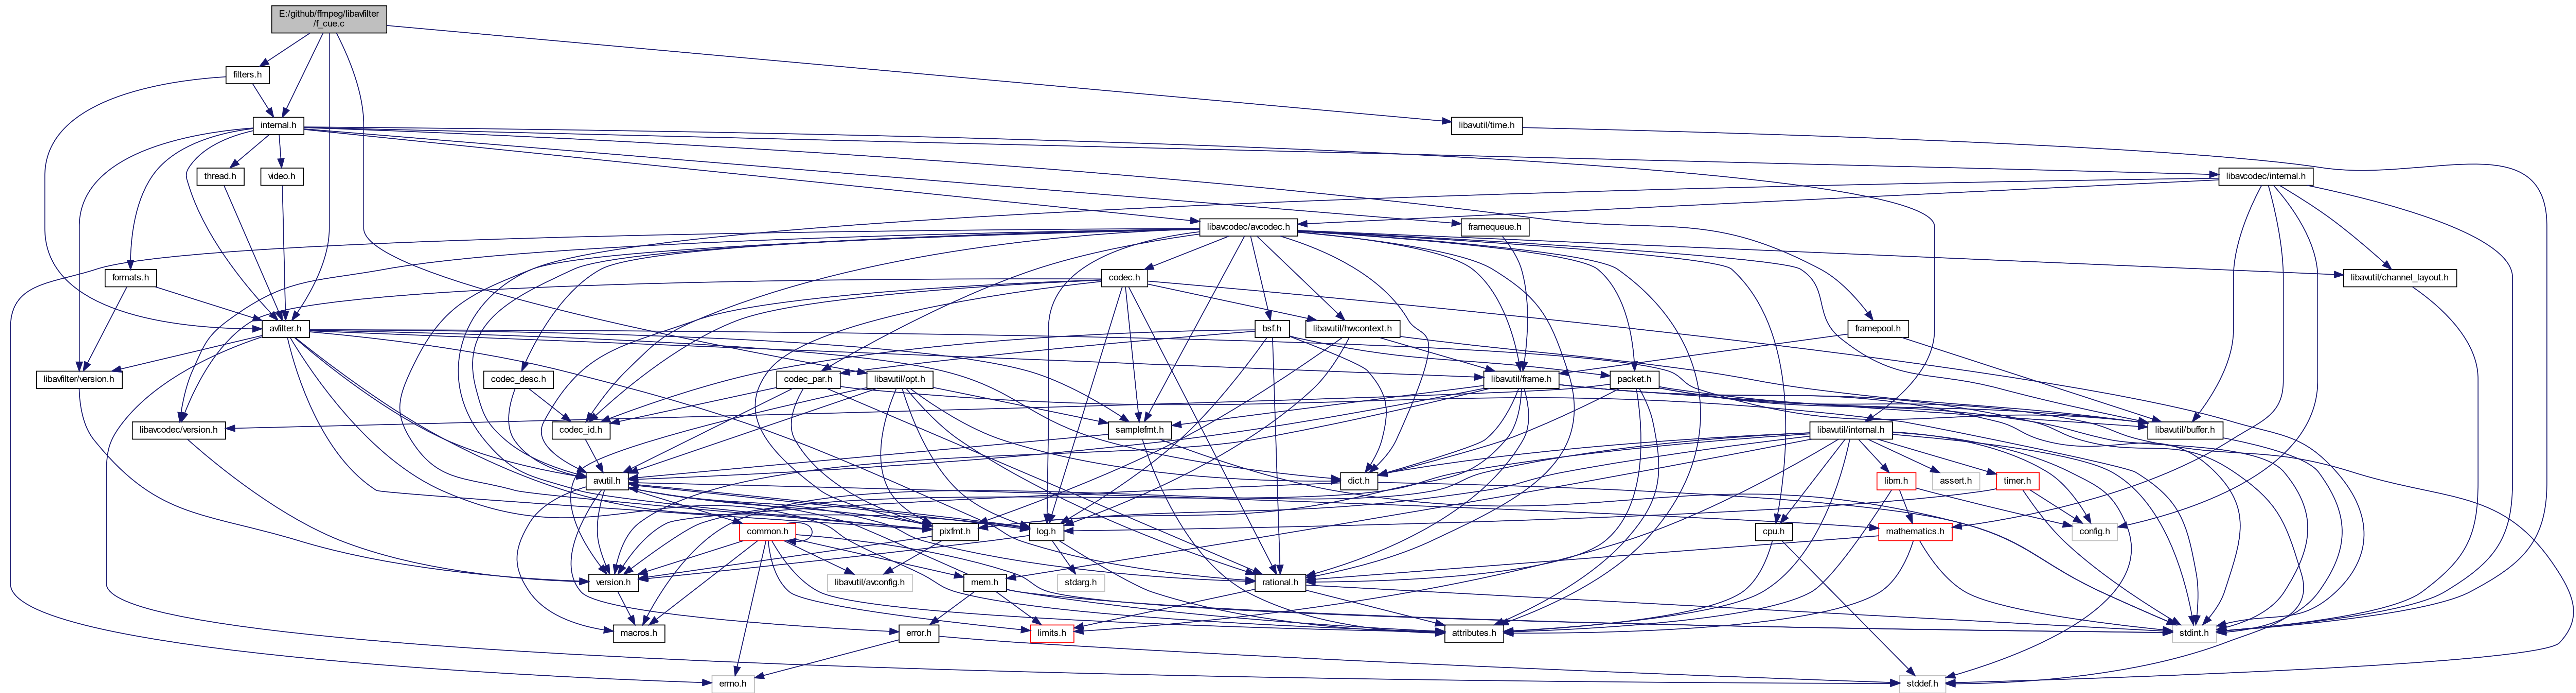 E:/github/ffmpeg/libavfilter
/f_cue.c
filters.h
internal.h
libavutil/time.h
thread.h
video.h
libavcodec/internal.h
libavcodec/avcodec.h
framequeue.h
formats.h
codec.h
libavutil/channel_layout.h
avfilter.h
bsf.h
libavutil/hwcontext.h
framepool.h
libavfilter/version.h
codec_desc.h
codec_par.h
libavutil/opt.h
libavutil/frame.h
packet.h
libavcodec/version.h
codec_id.h
samplefmt.h
libavutil/internal.h
libavutil/buffer.h
avutil.h
dict.h
libm.h
assert.h
timer.h
common.h
pixfmt.h
log.h
cpu.h
mathematics.h
config.h
version.h
libavutil/avconfig.h
mem.h
stdarg.h
rational.h
macros.h
error.h
limits.h
attributes.h
stdint.h
errno.h
stddef.h